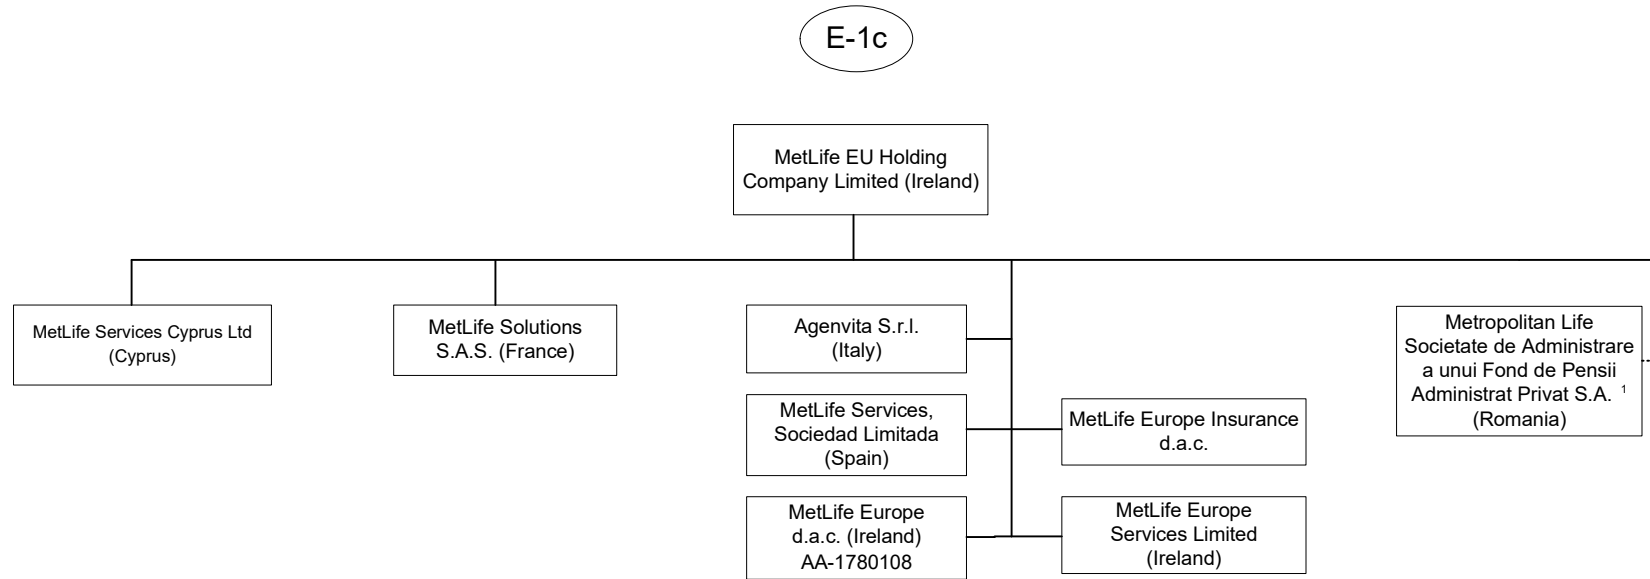 E-1c
MetLife EU Holding
Company Limited (Ireland)
MetLife Services Cyprus Ltd
(Cyprus)
MetLife Solutions
S.A.S. (France)
Agenvita S.r.l.
(Italy)
MetLife Services,
Sociedad Limitada
(Spain)
MetLife Europe
d.a.c. (Ireland)
AA-1780108
MetLife Europe Insurance
d.a.c.
MetLife Europe
Services Limited
(Ireland)
Metropolitan Life
Societate de Administrare
a unui Fond de Pensii
Administrat Privat S.A. 1
(Romania)